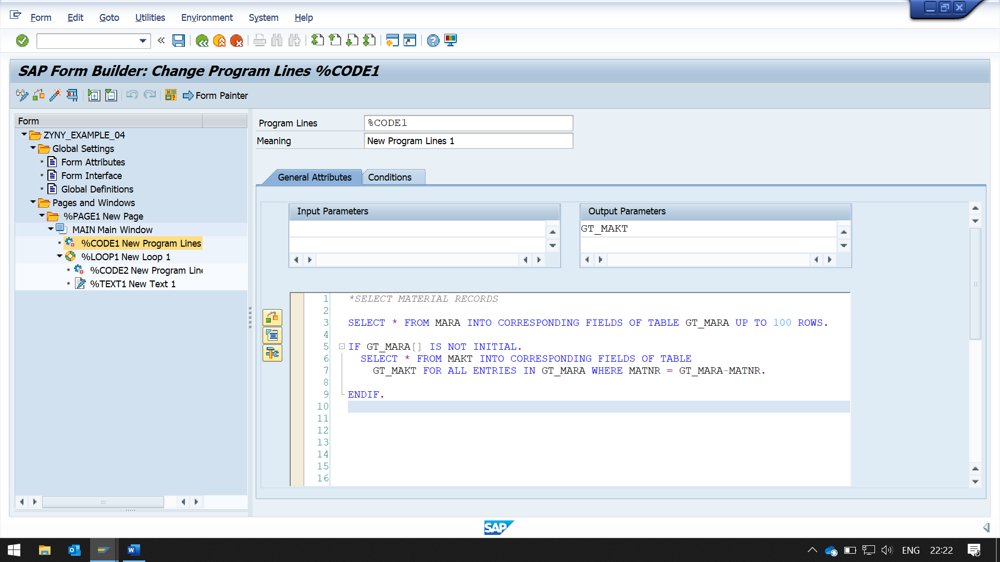 Form Edit Goto Utilities Environment System Help
SAP Form Builder: Change Program Lines %CODE1
Form Painter
Form
ZYNY_EXAMPLE_04
Global Settings
Form Attributes
Form Interface
Global Definitions
Pages and Windows
%PAGE1 New Page
MAIN Main Window
%CODE1 New Program Lines
%LOOP1 New Loop 1
%CODE2 New Program Line
%TEXT1 New Text 1
Program Lines %CODE1
Meaning New Program Lines 1
General Attributes Conditions
Input Parameters
Output Parameters
GT_MAKT
1 *SELECT MATERIAL RECORDS
2
3 SELECT * FROM MARA INTO CORRESPONDING FIELDS OF TABLE GT_MARA UP TO 100 ROWS.
4
5 IF GT_MARA[] IS NOT INITIAL.
6 SELECT * FROM MAKT INTO CORRESPONDING FIELDS OF TABLE
7 GT_MAKT FOR ALL ENTRIES IN GT_MARA WHERE MATNR = GT_MARA-MATNR.
8
9 ENDIF.
10
11
12
13
14
15
16
SAP
ENG 22:22